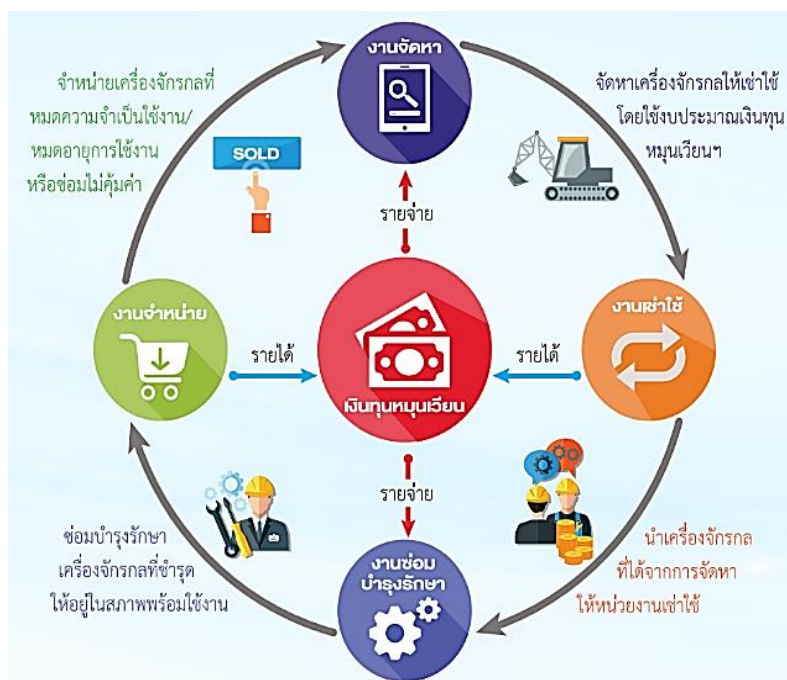 งานจัดหา
จำหน่ายเครื่องจักรกลที่
หมดความจำเป็นใช้งาน/
หมดอายุการใช้งาน
หรือซ่อมไม่คุ้มค่า
SOLD
จัดหาเครื่องจักรกลให้เช่าใช้
โดยใช้งบประมาณเงินทุน
หมุนเวียนฯ
รายจ่าย
งานจำหน่าย
รายได้
เงินทุนหมุนเวียน
รายได้
งานเช่าใช้
รายจ่าย
ซ่อมบำรุงรักษา
เครื่องจักรกลที่ชำรุด
ให้อยู่ในสภาพพร้อมใช้งาน
งานซ่อม
บำรุงรักษา
นำเครื่องจักรกล
ที่ได้จากการจัดหา
ให้หน่วยงานเช่าใช้